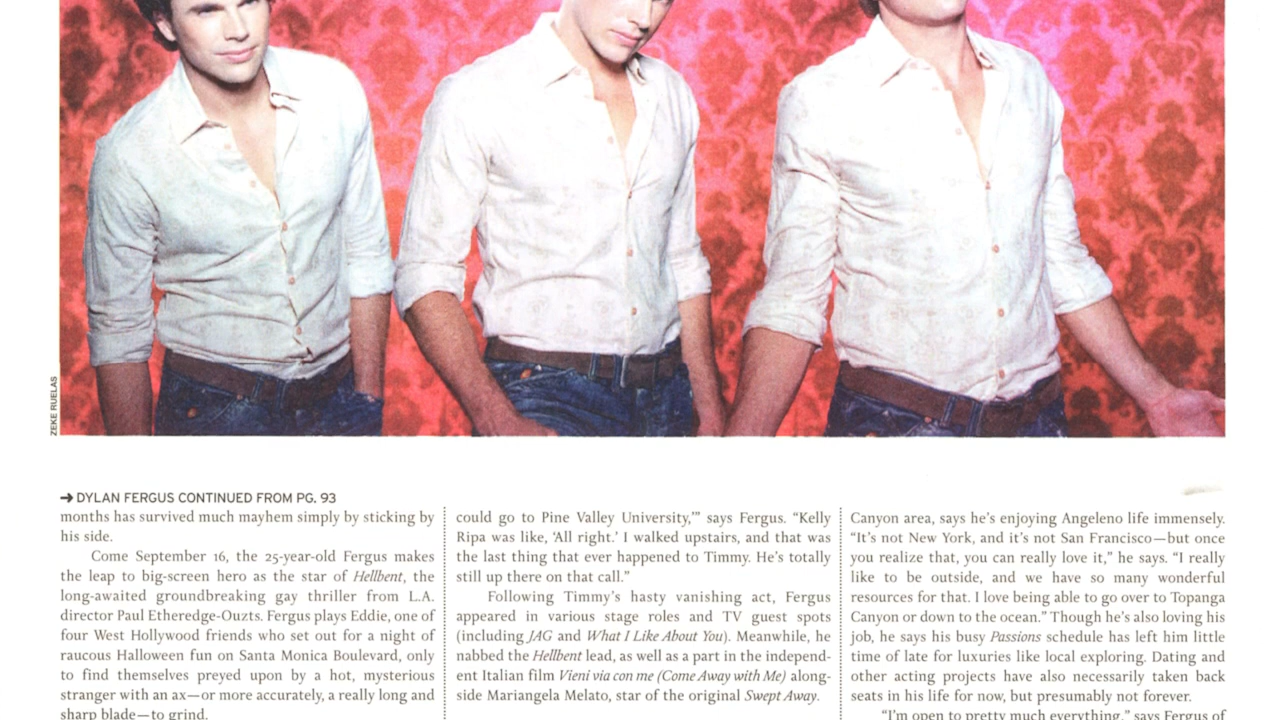 ZEKE RUELAS
➔ DYLAN FERGUS CONTINUED FROM PG. 93
months has survived much mayhem simply by sticking by
his side.
Come September 16, the 25-year-old Fergus makes
the leap to big-screen hero as the star of Hellbent, the
long-awaited groundbreaking gay thriller from L.A.
director Paul Etheredge-Ouzts. Fergus plays Eddie, one of
four West Hollywood friends who set out for a night of
raucous Halloween fun on Santa Monica Boulevard, only
to find themselves preyed upon by a hot, mysterious
stranger with an ax—or more accurately, a really long and
sharp blade—to grind.
could go to Pine Valley University,’” says Fergus. “Kelly
Ripa was like, ‘All right.’ I walked upstairs, and that was
the last thing that ever happened to Timmy. He’s totally
still up there on that call.”
Following Timmy’s hasty vanishing act, Fergus
appeared in various stage roles and TV guest spots
(including JAG and What I Like About You). Meanwhile, he
nabbed the Hellbent lead, as well as a part in the independ-
ent Italian film Vieni via con me (Come Away with Me) along-
side Mariangela Melato, star of the original Swept Away.
Canyon area, says he’s enjoying Angeleno life immensely.
“It’s not New York, and it’s not San Francisco—but once
you realize that, you can really love it,” he says. “I really
like to be outside, and we have so many wonderful
resources for that. I love being able to go over to Topanga
Canyon or down to the ocean.” Though he’s also loving his
job, he says his busy Passions schedule has left him little
time of late for luxuries like local exploring. Dating and
other acting projects have also necessarily taken back
seats in his life for now, but presumably not forever.
“I’m open to pretty much everything,” says Fergus of